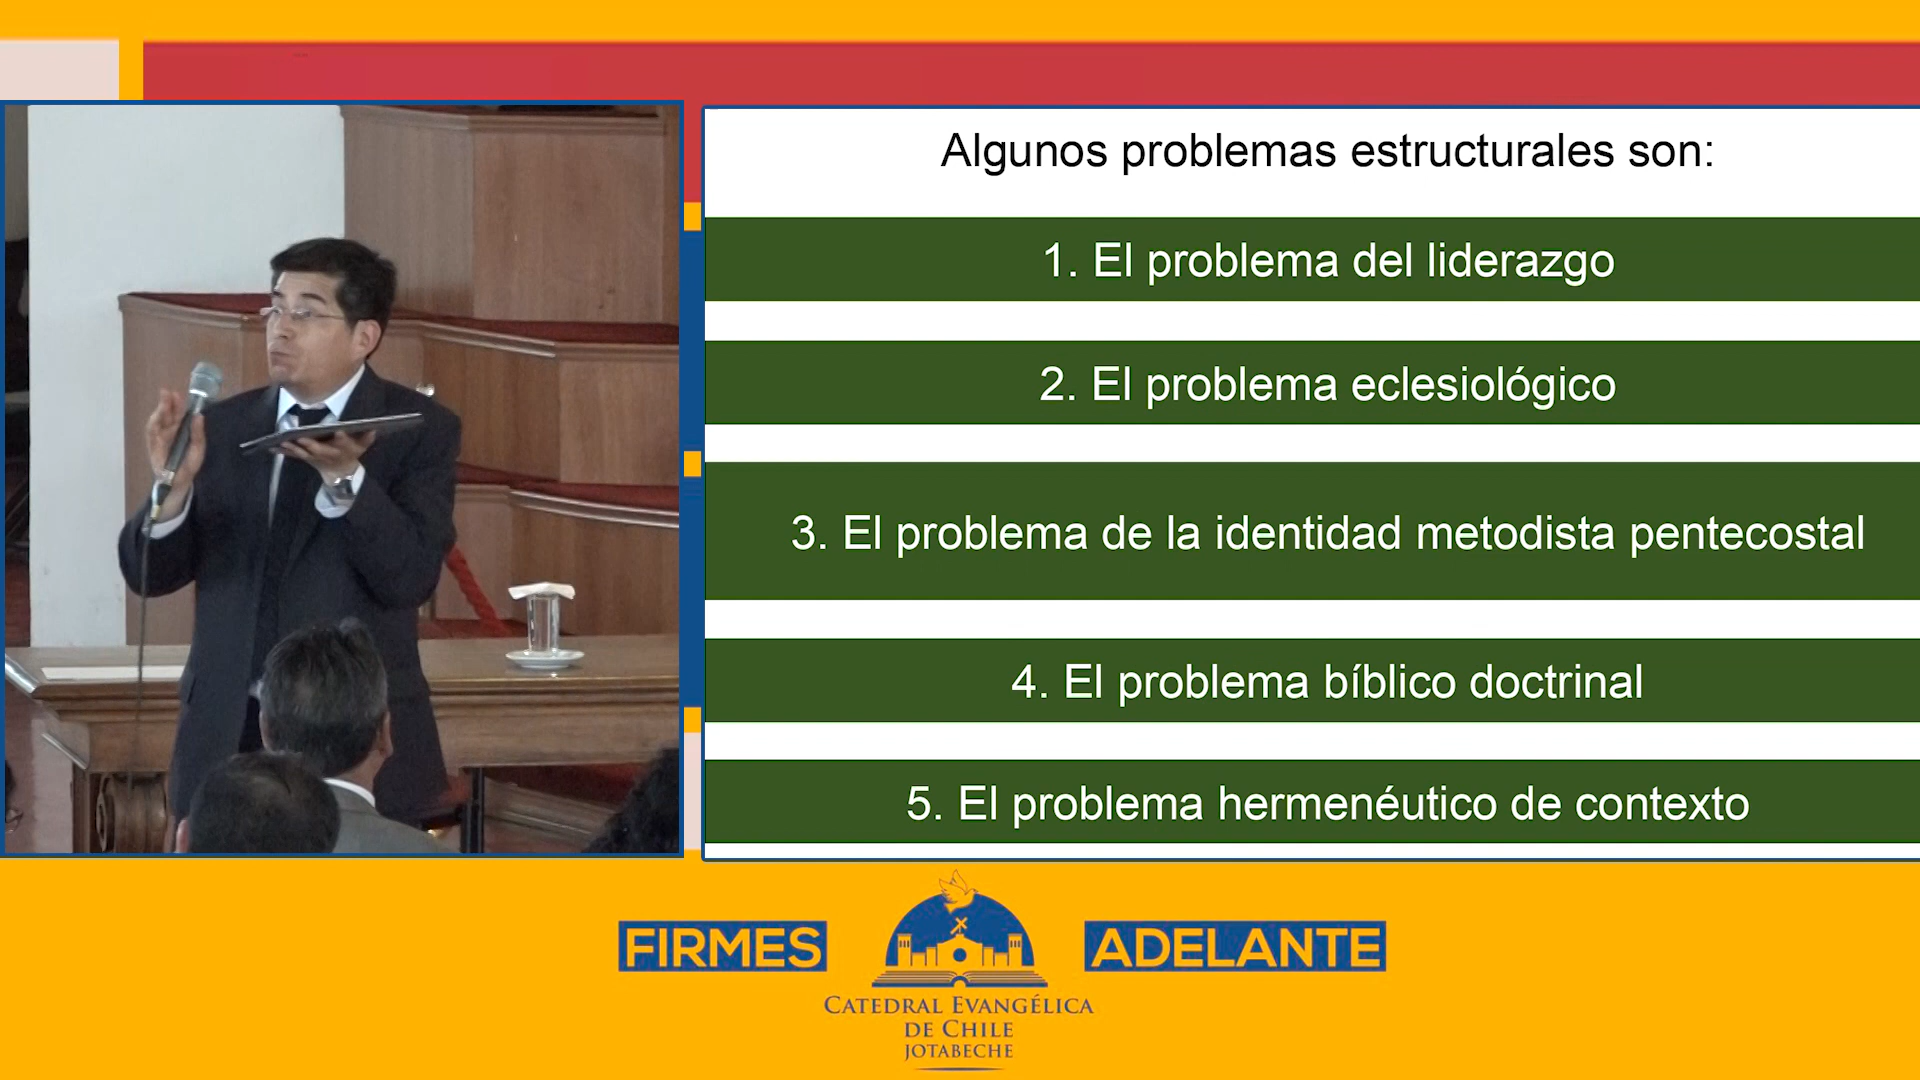 Algunos problemas estructurales son:
1. El problema del liderazgo
2. El problema eclesiológico
3. El problema de la identidad metodista pentecostal
4. El problema bíblico doctrinal
5. El problema hermenéutico de contexto
FIRMES
ADELANTE
CATEDRAL EVANGÉLICA
DE CHILE
JOTABECHE